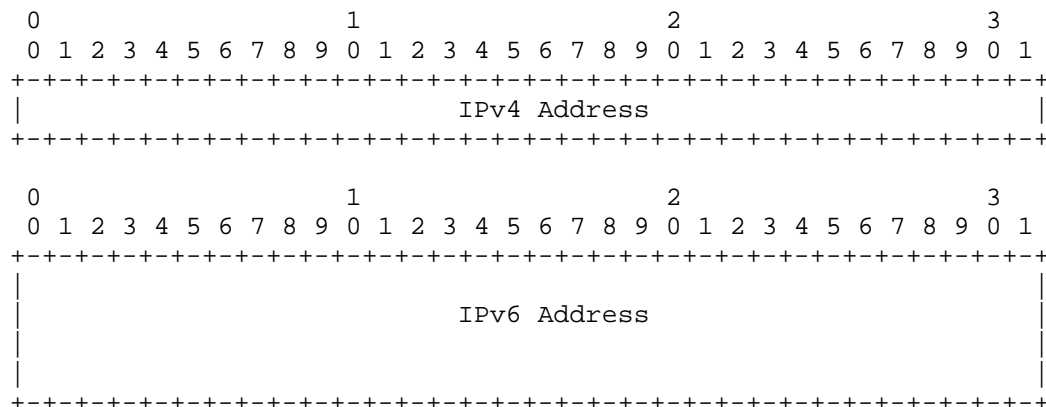 0                   1                   2                   3
 0 1 2 3 4 5 6 7 8 9 0 1 2 3 4 5 6 7 8 9 0 1 2 3 4 5 6 7 8 9 0 1
+-+-+-+-+-+-+-+-+-+-+-+-+-+-+-+-+-+-+-+-+-+-+-+-+-+-+-+-+-+-+-+-+
|                           IPv4 Address                        |
+-+-+-+-+-+-+-+-+-+-+-+-+-+-+-+-+-+-+-+-+-+-+-+-+-+-+-+-+-+-+-+-+
 0                   1                   2                   3
 0 1 2 3 4 5 6 7 8 9 0 1 2 3 4 5 6 7 8 9 0 1 2 3 4 5 6 7 8 9 0 1
+-+-+-+-+-+-+-+-+-+-+-+-+-+-+-+-+-+-+-+-+-+-+-+-+-+-+-+-+-+-+-+-+
|                                                               |
|                           IPv6 Address                        |
|                                                               |
|                                                               |
+-+-+-+-+-+-+-+-+-+-+-+-+-+-+-+-+-+-+-+-+-+-+-+-+-+-+-+-+-+-+-+-+